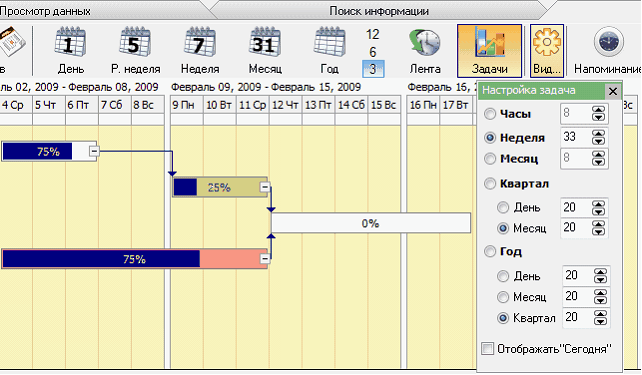 Просмотр данных
Поиск информации
в
1 5 7 31
12
6
3
День Р. неделя Неделя Месяц Год Лента Задачи Вид... Напоминание
ль 02, 2009 - Февраль 08, 2009 Февраль 09, 2009 - Февраль 15, 2009 Февраль 16,
4 Ср 5 Чт 6 Пт 7 Сб 8 Вс 9 Пн 10 Вт 11 Ср 12 Чт 13 Пт 14 Сб 15 Вс 16 Пн 17 Вт
75%
25%
0%
75%
Настройка задача
Часы 8
Неделя 33
Месяц 8
Квартал
День 20
Месяц 20
Год
День 20
Месяц 20
Квартал 20
Отображать"Сегодня"